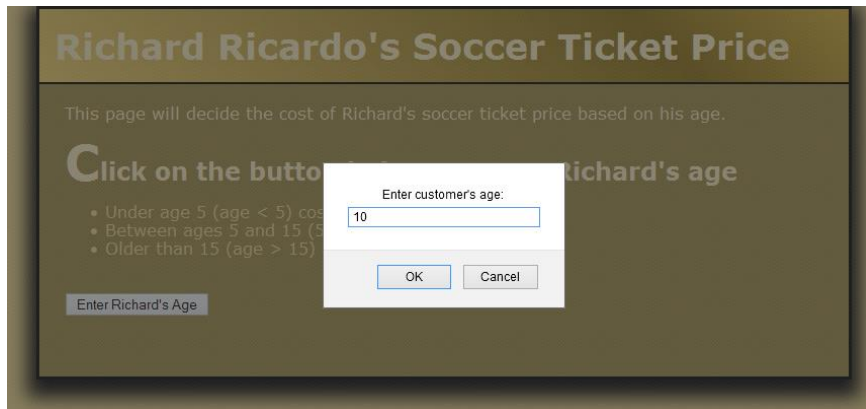 Richard Ricardo's Soccer Ticket Price
This page will decide the cost of Richard's soccer ticket price based on his age.
Click on the butto Richard's age
• Under age 5 (age < 5) cos
• Between ages 5 and 15 (5
• Older than 15 (age > 15)
Enter customer's age:
10
OK Cancel
Enter Richard's Age